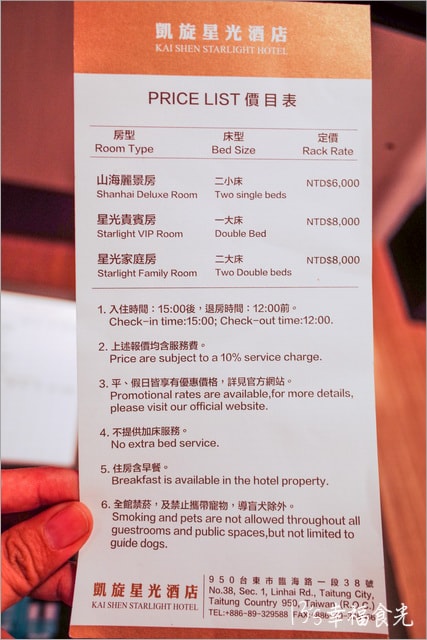 凱旋星光酒店
KAI SHEN STARLIGHT HOTEL
PRICE LIST 價目表
房型 床型 定價
Room Type Bed Size Rack Rate
山海麗景房 二小床 NTD$6,000
Shanhai Deluxe Room Two single beds
星光貴賓房 一大床 NTD$8,000
Starlight VIP Room Double Bed
星光家庭房 二大床 NTD$8,000
Starlight Family Room Two Double beds
1. 入住時間：15:00後，退房時間：12:00前。
Check-in time:15:00; Check-out time:12:00.
2. 上述報價均含服務費。
Price are subject to a 10% service charge.
3. 平、假日皆享有優惠價格，詳見官方網站。
Promotional rates are available,for more details,
please visit our official website.
4. 不提供加床服務。
No extra bed service.
5. 住房含早餐。
Breakfast is available in the hotel property.
6. 全館禁菸，及禁止攜帶寵物，導盲犬除外。
Smoking and pets are not allowed throughout all
guestrooms and public spaces,but not limited to
guide dogs.
凱旋星光酒店
KAI SHEN STARLIGHT HOTEL
950台東市臨海路一段38號
No.38, Sec. 1, Linhai Rd., Taitung City,
Taitung Country 950, Taiwan (R.O.C.)
TEL:+886-89-329588 FAX:+886-89-
幸福食光